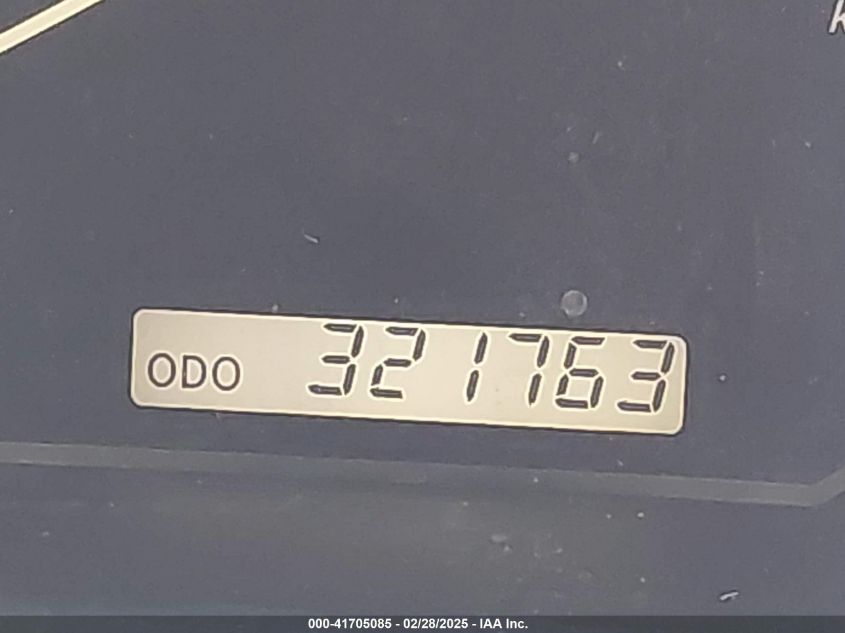 ODO 321763
000-41705085 - 02/28/2025 - IAA Inc.